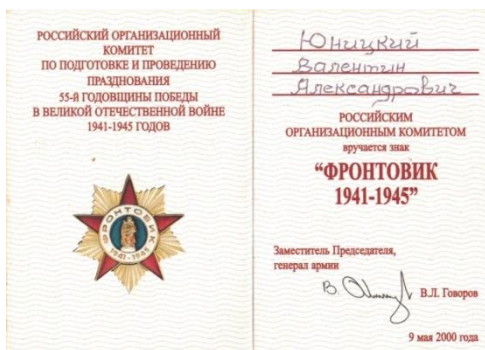 РОССИЙСКИЙ ОРГАНИЗАЦИОННЫЙ
КОМИТЕТ
ПО ПОДГОТОВКЕ И ПРОВЕДЕНИЮ
ПРАЗДНОВАНИЯ
55-й ГОДОВЩИНЫ ПОБЕДЫ
В ВЕЛИКОЙ ОТЕЧЕСТВЕННОЙ ВОЙНЕ
1941-1945 ГОДОВ
ФРОНТОВИК
1941-1945
Юницкий
Валентин
Александрович
РОССИЙСКИМ
ОРГАНИЗАЦИОННЫМ КОМИТЕТОМ
вручается знак
“ФРОНТОВИК
1941-1945”
Заместитель Председателя,
генерал армии
В.Л. Говоров
9 мая 2000 года